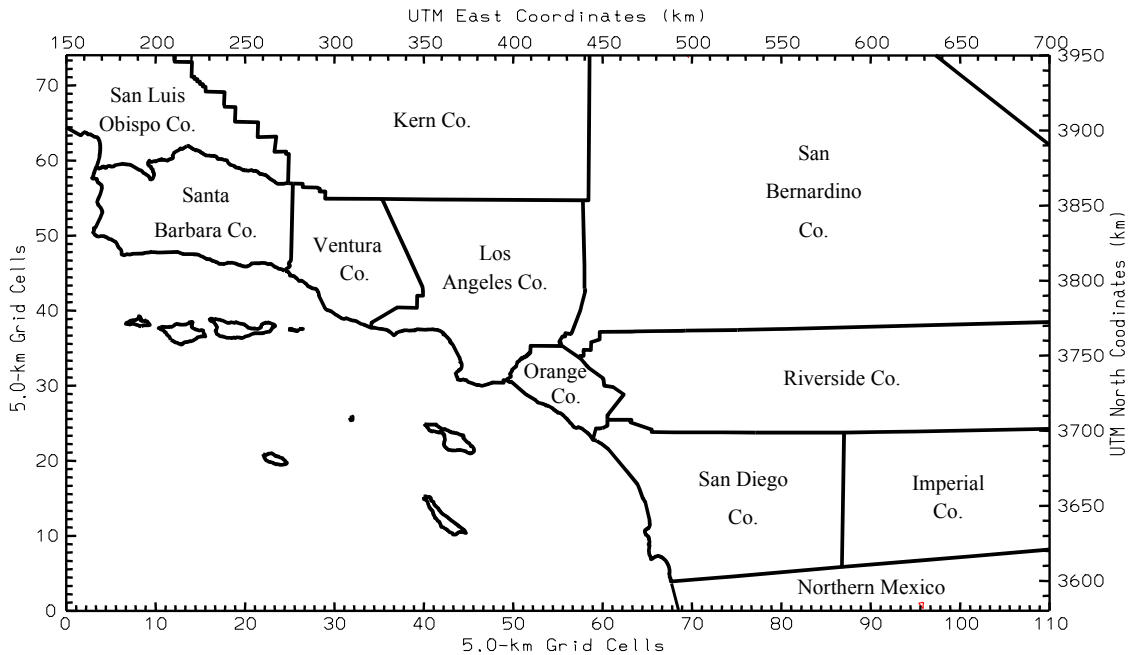 UTM East Coordinates (km)
150 200 250 300 350 400 450 500 550 600 650 700
3950
70
San Luis
Obispo Co.
Kern Co.
3900
60
San
Bernardino
Co.
Santa
Barbara Co.
3850
50
Ventura
Co.
Los
Angeles Co.
3800
40
3750
30
Orange
Co.
Riverside Co.
3700
20
San Diego
Co.
Imperial
Co.
3650
10
3600
Northern Mexico
0
0 10 20 30 40 50 60 70 80 90 100 110
5.0-km Grid Cells
5.0-km Grid Cells
UTM North Coodinates (km)